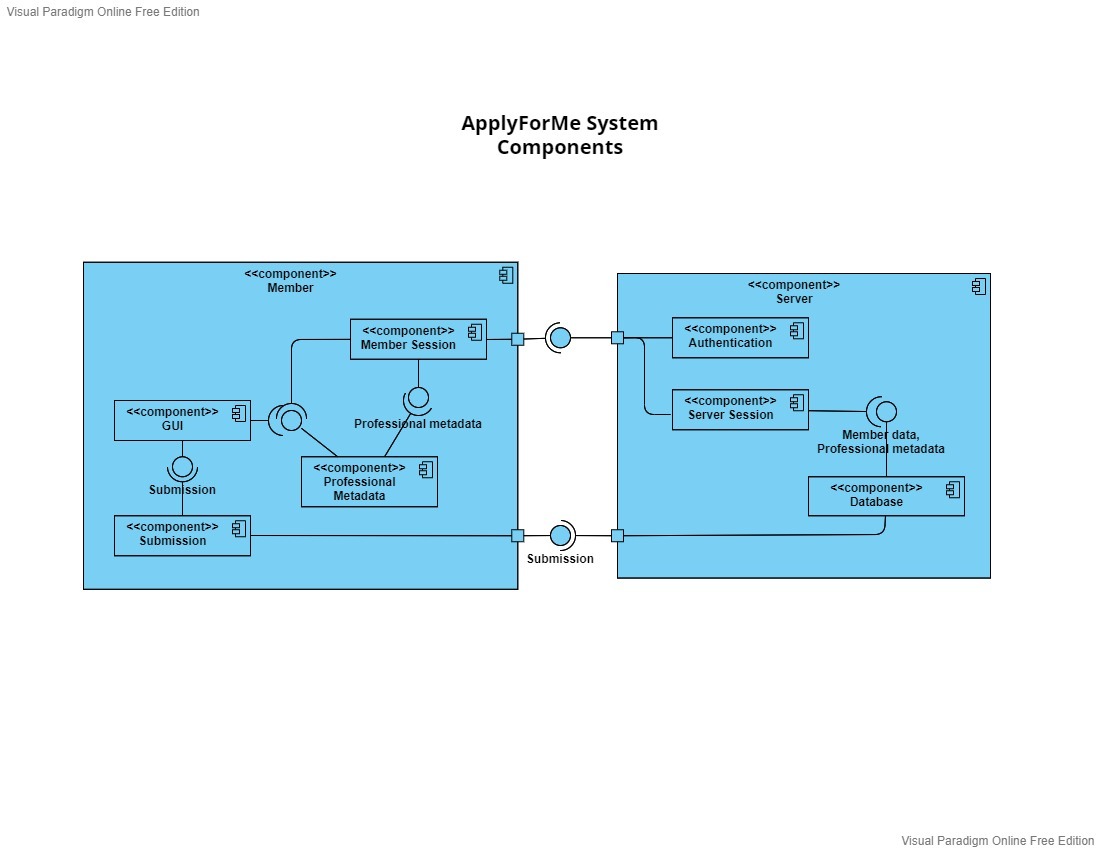 Visual Paradigm Online Free Edition
ApplyForMe System
Components
<<component>>
Member
<<component>>
Member Session
<<component>>
GUI
Professional metadata
<<component>>
Professional
Metadata
Submission
<<component>>
Submission
Submission
<<component>>
Server
<<component>>
Authentication
<<component>>
Server Session
Member data,
Professional metadata
<<component>>
Database
Visual Paradigm Online Free Edition